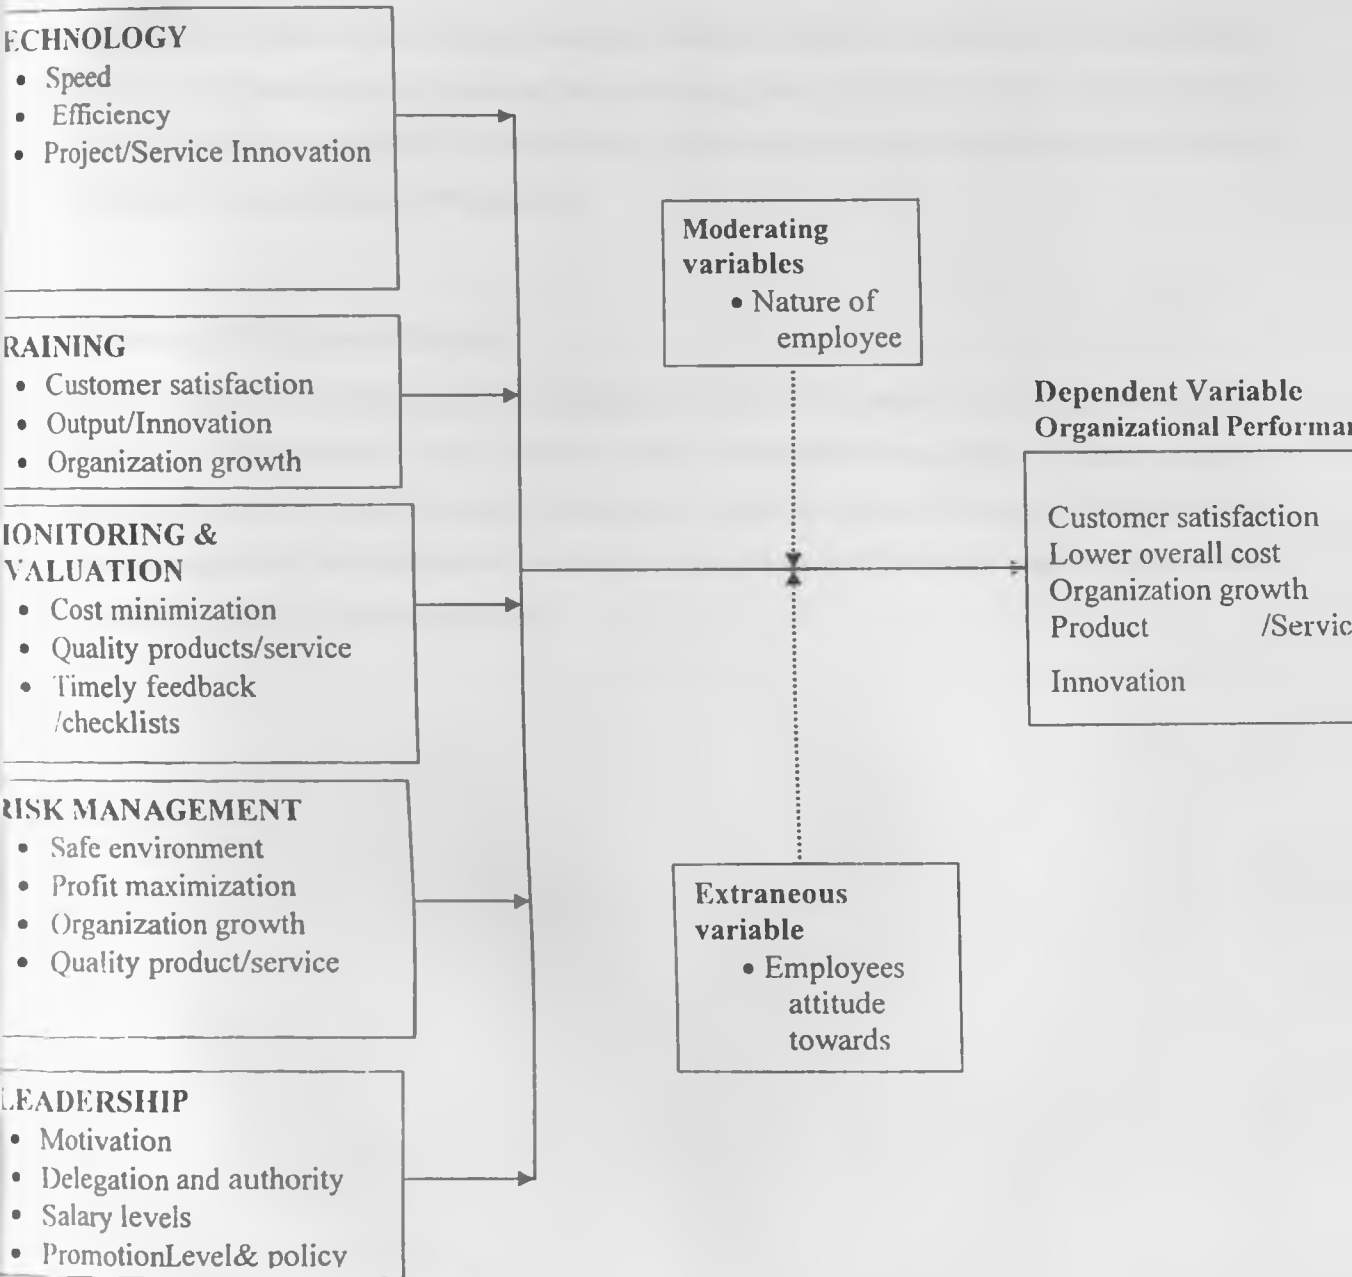 ECHNOLOGY
• Speed
• Efficiency
• Project/Service Innovation
RAINING
• Customer satisfaction
• Output/Innovation
• Organization growth
IONITORING &
VALUATION
• Cost minimization
• Quality products/service
• Timely feedback
/checklists
RISK MANAGEMENT
• Safe environment
• Profit maximization
• Organization growth
• Quality product/service
LEADERSHIP
• Motivation
• Delegation and authority
• Salary levels
• PromotionLevel& policy
Moderating
variables
• Nature of
employee
Extraneous
variable
• Employees
attitude
towards
Dependent Variable
Organizational Performan
Customer satisfaction
Lower overall cost
Organization growth
Product /Servic
Innovation